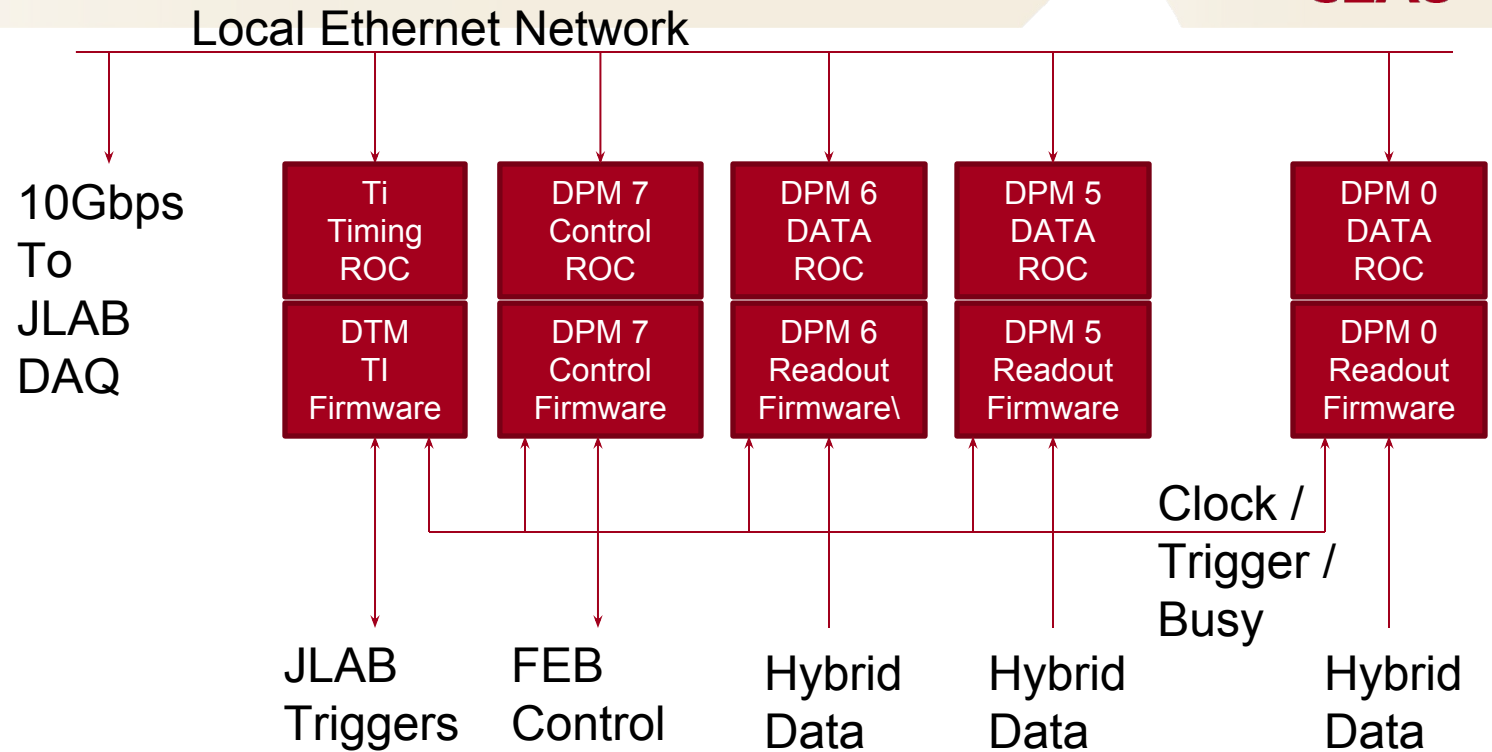 Local Ethernet Network
10Gbps
To
JLAB
DAQ
Ti
Timing
ROC
DTM
TI
Firmware
DPM 7
Control
ROC
DPM 7
Control
Firmware
DPM 6
DATA
ROC
DPM 6
Readout
Firmware\
DPM 5
DATA
ROC
DPM 5
Readout
Firmware
DPM 0
DATA
ROC
DPM 0
Readout
Firmware
Clock /
Trigger /
Busy
JLAB
Triggers
FEB
Control
Hybrid
Data
Hybrid
Data
Hybrid
Data